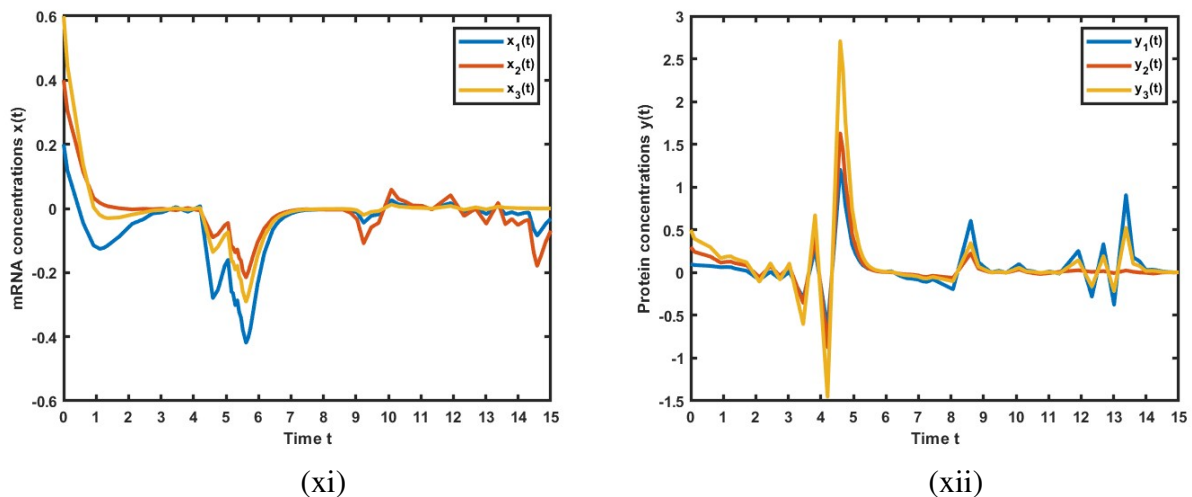 0.6
0.4
0.2
0
-0.2
-0.4
-0.6
mRNA concentrations x(t)
x1(t)
x2(t)
x3(t)
0 1 2 3 4 5 6 7 8 9 10 11 12 13 14 15
Time t
(xi)
3
2.5
2
1.5
1
0.5
0
-0.5
-1
-1.5
Protein concentrations y(t)
y1(t)
y2(t)
y3(t)
0 1 2 3 4 5 6 7 8 9 10 11 12 13 14 15
Time t
(xii)